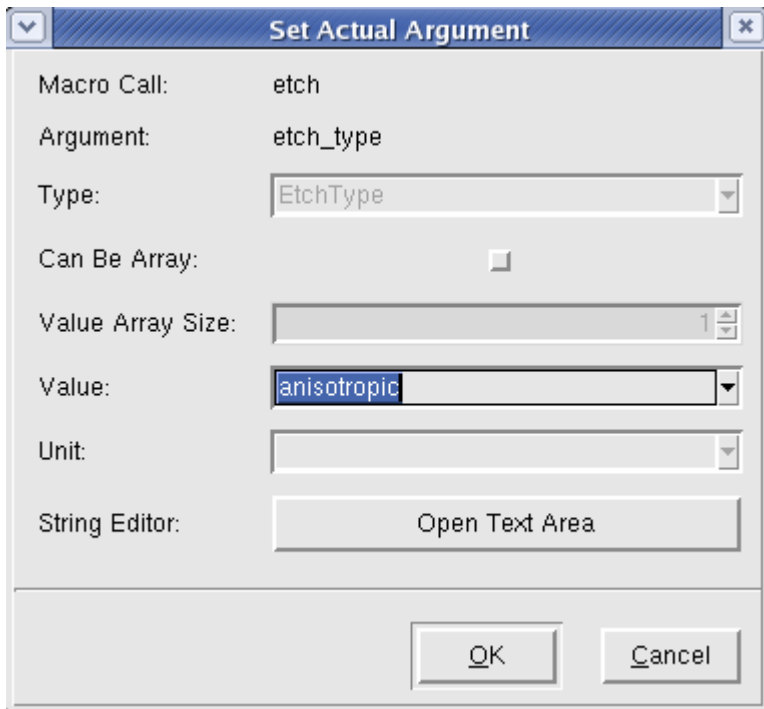 Set Actual Argument
Macro Call: etch
Argument: etch_type
Type: EtchType
Can Be Array:
Value Array Size: 1
Value: anisotropic
Unit:
String Editor: Open Text Area
OK Cancel